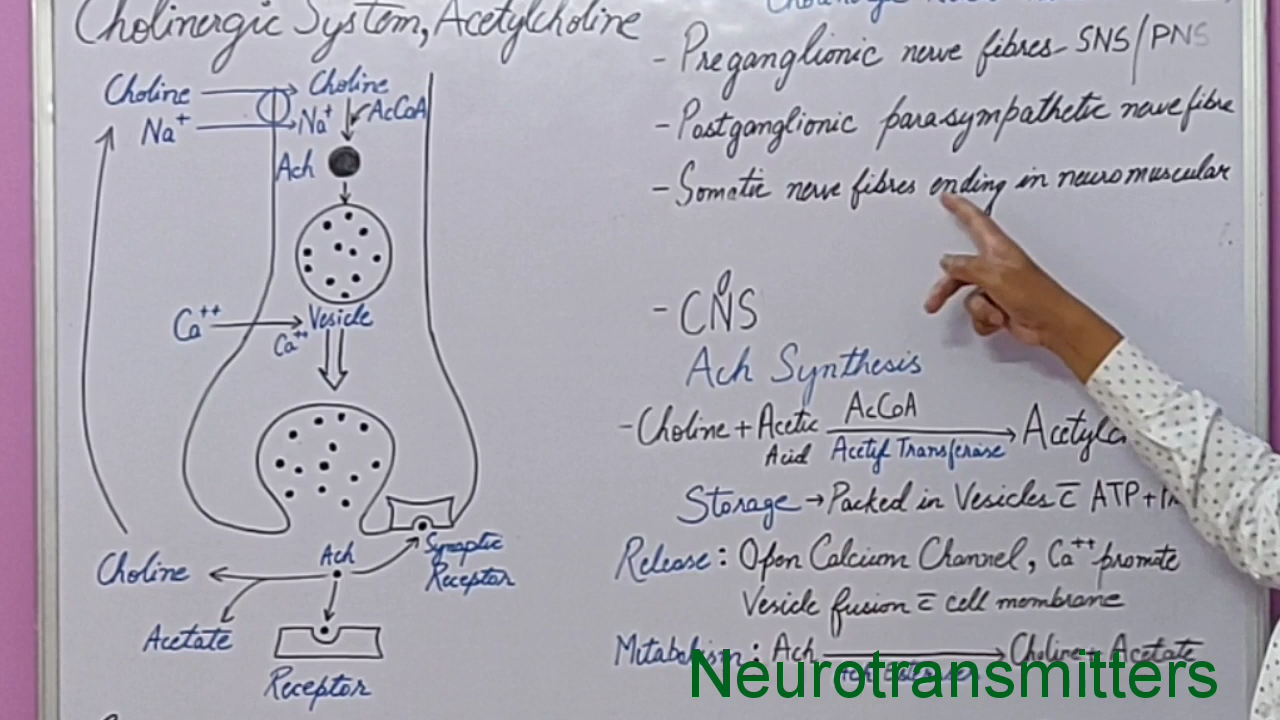 Cholinergic System, Acetylcholine
Choline
Choline
Na⁺
Na⁺
AcCoA
Ach
Ca⁺⁺
Vesicle
Ca⁺⁺
Ach
Synaptic
Receptor
Choline
Acetate
Receptor
- Preganglionic nerve fibres - SNS/PNS
- Postganglionic parasympathetic nerve fibre
- Somatic nerve fibres ending in neuromuscular
- CNS
Ach Synthesis
- Choline + Acetic
Acid
AcCoA
Acetyl Transferase
Storage → Packed in Vesicles c̄ ATP +
Release : Open Calcium Channel, Ca⁺⁺ promote
Vesicle fusion c̄ cell membrane
Mitabolism : Ach → Choline + Acetate
Neurotransmitters